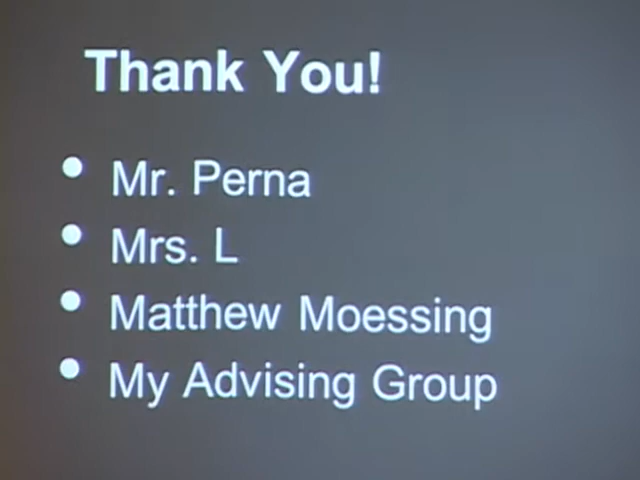 Thank You!
• Mr. Perna
• Mrs. L
• Matthew Moessing
• My Advising Group